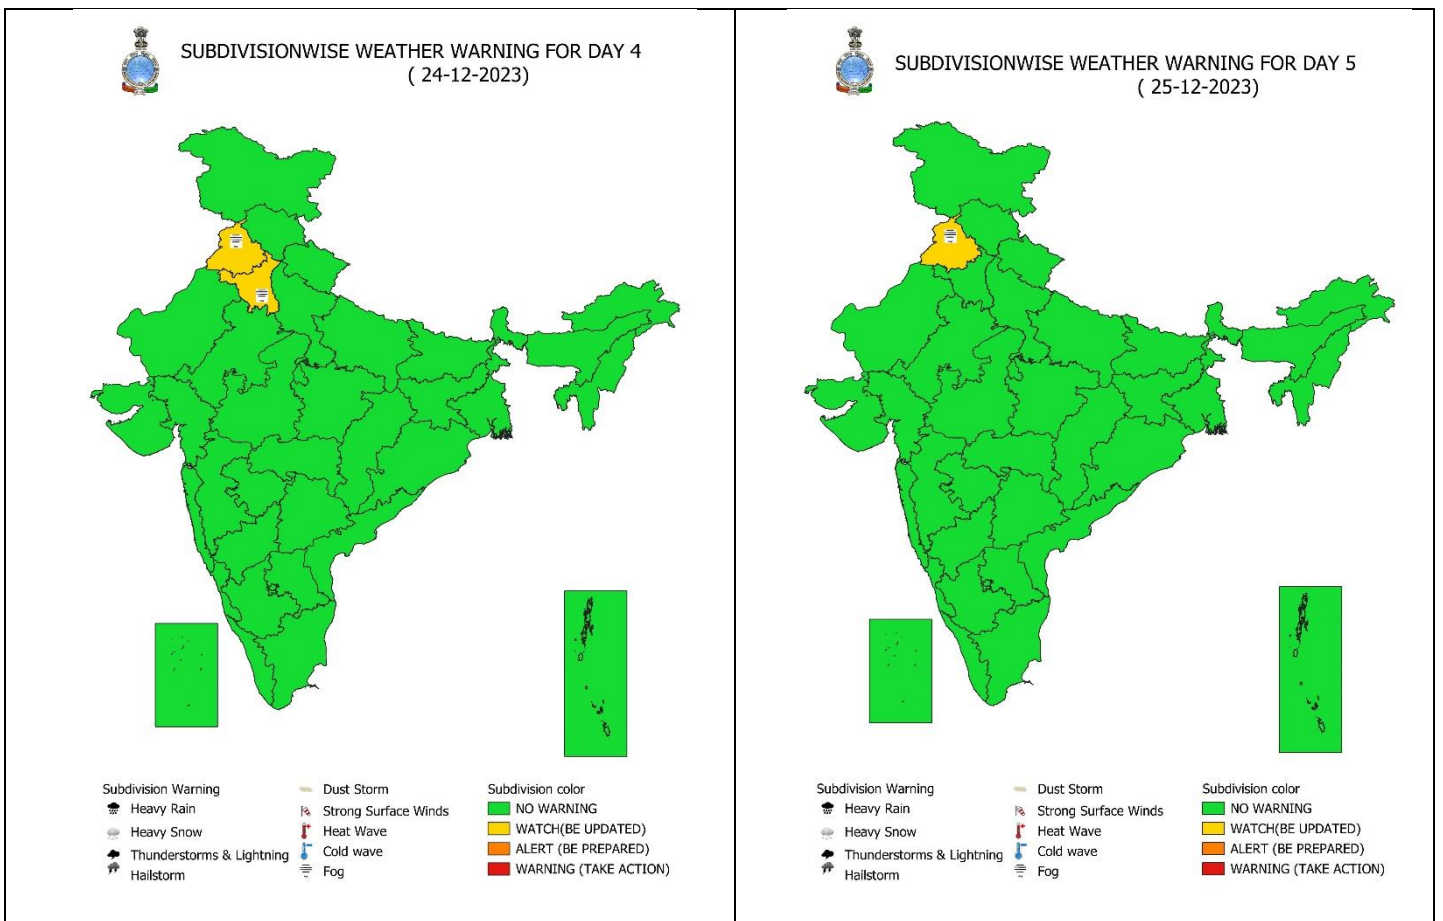 SUBDIVISIONWISE WEATHER WARNING FOR DAY 4
( 24-12-2023)
Subdivision Warning
Heavy Rain
Heavy Snow
Thunderstorms & Lightning
Hailstorm
Dust Storm
Strong Surface Winds
Heat Wave
Cold wave
Fog
Subdivision color
NO WARNING
WATCH(BE UPDATED)
ALERT (BE PREPARED)
WARNING (TAKE ACTION)
SUBDIVISIONWISE WEATHER WARNING FOR DAY 5
( 25-12-2023)
Subdivision Warning
Heavy Rain
Heavy Snow
Thunderstorms & Lightning
Hailstorm
Dust Storm
Strong Surface Winds
Heat Wave
Cold wave
Fog
Subdivision color
NO WARNING
WATCH(BE UPDATED)
ALERT (BE PREPARED)
WARNING (TAKE ACTION)